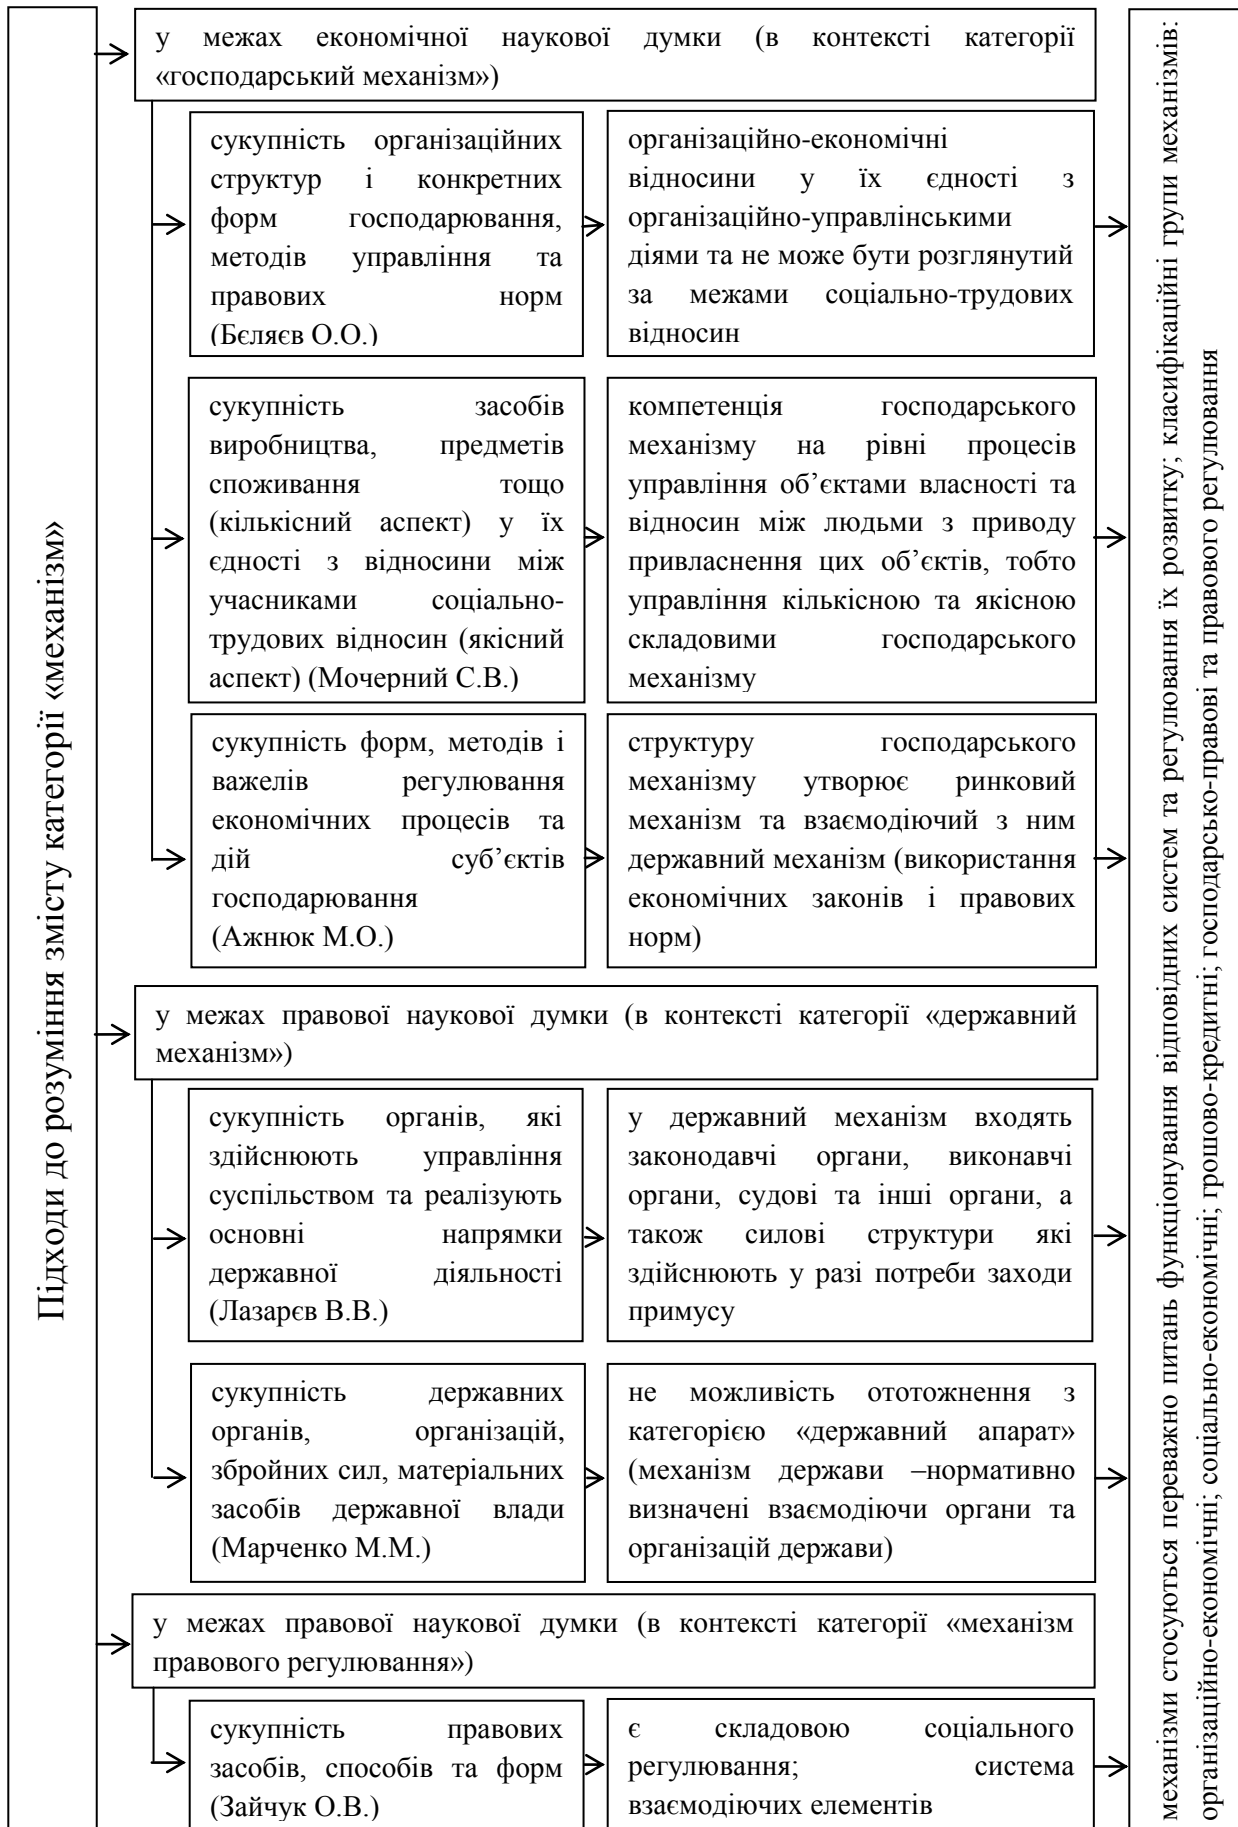 Підходи до розуміння змісту категорії «механізм»
у межах економічної наукової думки (в контексті категорії
«господарський механізм»)
сукупність організаційних
структур і конкретних
форм господарювання,
методів управління та
правових норм
(Бєляєв О.О.)
організаційно-економічні
відносини у їх єдності з
організаційно-управлінськими
діями та не може бути розглянутий
за межами соціально-трудових
відносин
сукупність засобів
виробництва, предметів
споживання тощо
(кількісний аспект) у їх
єдності з відносини між
учасниками соціально-
трудових відносин (якісний
аспект) (Мочерний С.В.)
компетенція господарського
механізму на рівні процесів
управління об’єктами власності та
відносин між людьми з приводу
привласнення цих об’єктів, тобто
управління кількісною та якісною
складовими господарського
механізму
сукупність форм, методів і
важелів регулювання
економічних процесів та
дій суб’єктів
господарювання
(Ажнюк М.О.)
структуру господарського
механізму утворює ринковий
механізм та взаємодіючий з ним
державний механізм (використання
економічних законів і правових
норм)
у межах правової наукової думки (в контексті категорії «державний
механізм»)
сукупність органів, які
здійснюють управління
суспільством та реалізують
основні напрямки
державної діяльності
(Лазарєв В.В.)
у державний механізм входять
законодавчі органи, виконавчі
органи, судові та інші органи, а
також силові структури які
здійснюють у разі потреби заходи
примусу
сукупність державних
органів, організацій,
збройних сил, матеріальних
засобів державної влади
(Марченко М.М.)
не можливість ототожнення з
категорією «державний апарат»
(механізм держави –нормативно
визначені взаємодіючи органи та
організацій держави)
у межах правової наукової думки (в контексті категорії «механізм
правового регулювання»)
сукупність правових
засобів, способів та форм
(Зайчук О.В.)
є складовою соціального
регулювання; система
взаємодіючих елементів
механізми стосуються переважно питань функціонування відповідних систем та регулювання їх розвитку; класифікаційні групи механізмів:
організаційно-економічні; соціально-економічні; грошово-кредитні; господарсько-правові та правового регулювання